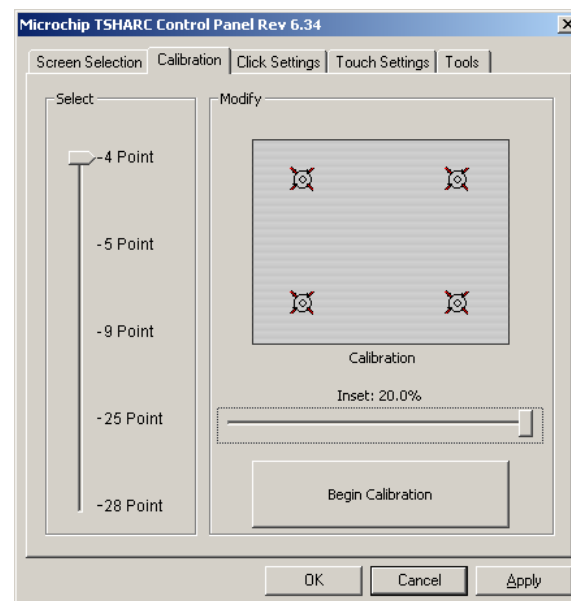 Microchip TSHARC Control Panel Rev 6.34
Screen Selection Calibration Click Settings Touch Settings Tools
Select
-4 Point
-5 Point
-9 Point
-25 Point
-28 Point
Modify
Calibration
Inset: 20.0%
Begin Calibration
OK Cancel Apply